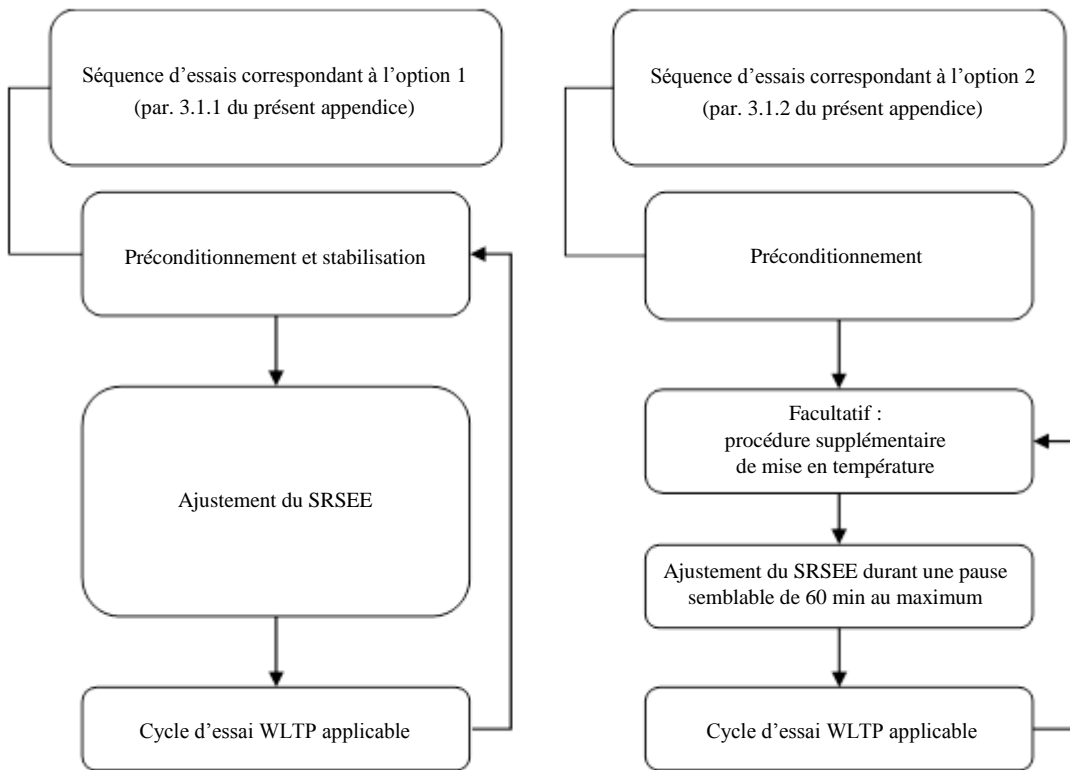 Séquence d'essais correspondant à l'option 1
(par. 3.1.1 du présent appendice)
Préconditionnement et stabilisation
Ajustement du SRSEE
Cycle d'essai WLTP applicable
Séquence d'essais correspondant à l'option 2
(par. 3.1.2 du présent appendice)
Préconditionnement
Facultatif :
procédure supplémentaire
de mise en température
Ajustement du SRSEE durant une pause
semblable de 60 min au maximum
Cycle d'essai WLTP applicable